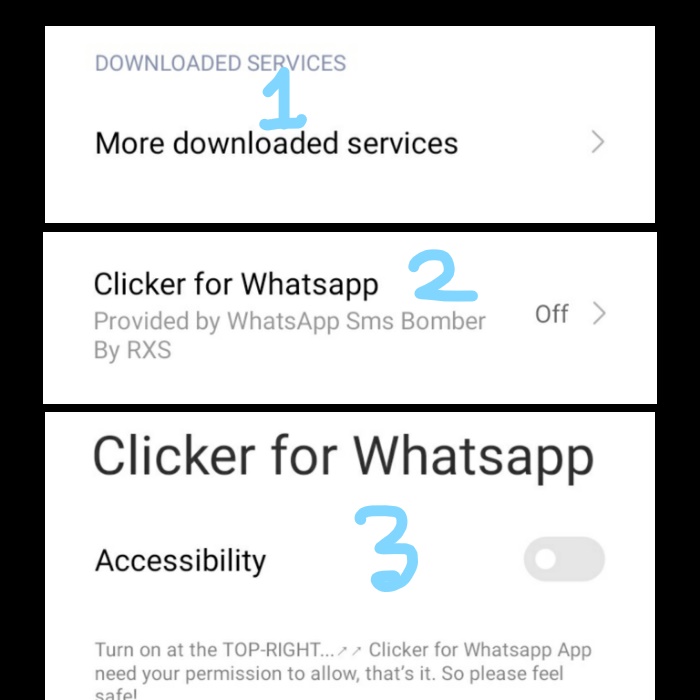 DOWNLOADED SERVICES
1
More downloaded services
Clicker for Whatsapp 2
Provided by WhatsApp Sms Bomber Off
By RXS
Clicker for Whatsapp
3
Accessibility
Turn on at the TOP-RIGHT...↗↗ Clicker for Whatsapp App
need your permission to allow, that's it. So please feel
safe!